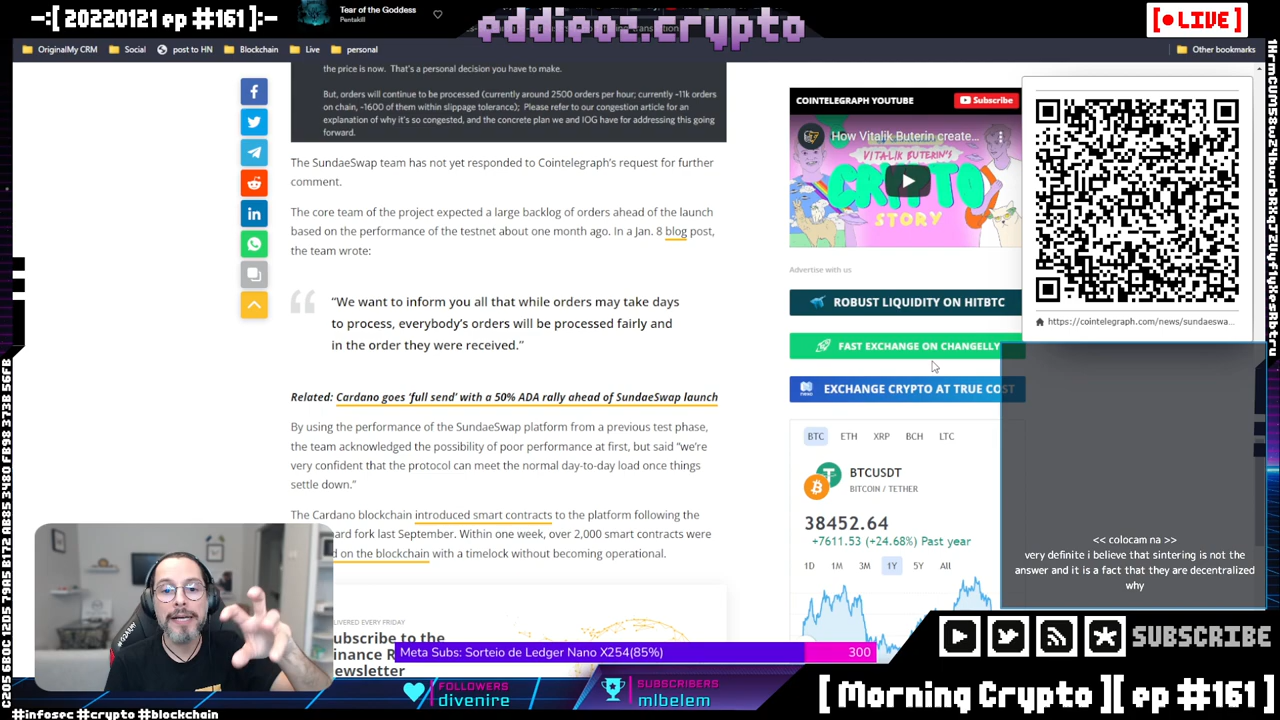 -:[ 20220121 ep #161]:-
Tear of the Goddess
Pentakill
eddieoz.crypto
[● LIVE]
OriginalMy CRM
Social
post to HN
Blockchain
Live
personal
Other bookmarks
the price is now. That's a personal decision you have to make.
But, orders will continue to be processed (currently around 2500 orders per hour; currently ~11k orders
on chain, ~1600 of them within slippage tolerance); Please refer to our congestion article for an
explanation of why it's so congested, and the concrete plan we and IOG have for addressing this going
forward.
The SundaeSwap team has not yet responded to Cointelegraph's request for further
comment.
The core team of the project expected a large backlog of orders ahead of the launch
based on the performance of the testnet about one month ago. In a Jan. 8 blog post,
the team wrote:
"We want to inform you all that while orders may take days
to process, everybody's orders will be processed fairly and
in the order they were received."
Related: Cardano goes 'full send' with a 50% ADA rally ahead of SundaeSwap launch
By using the performance of the SundaeSwap platform from a previous test phase,
the team acknowledged the possibility of poor performance at first, but said "we're
very confident that the protocol can meet the normal day-to-day load once things
settle down."
The Cardano blockchain introduced smart contracts to the platform following the
ard fork last September. Within one week, over 2,000 smart contracts were
d on the blockchain with a timelock without becoming operational.
LIVERED EVERY FRIDAY
ubscribe to the
inance R
ewsletter
COINTELEGRAPH YOUTUBE
Subscribe
How Vitalik Buterin create...
VITALIK BUTERIN'S
CRYPTO
STORY
Advertise with us
ROBUST LIQUIDITY ON HITBTC
FAST EXCHANGE ON CHANGELLY
EXCHANGE CRYPTO AT TRUE COST
BTC
ETH
XRP
BCH
LTC
BTCUSDT
BITCOIN / TETHER
38452.64
+7611.53 (+24.68%) Past year
1D
1M
3M
1Y
5Y
All
https://cointelegraph.com/news/sundaeswa...
<< colocam na >>
very definite i believe that sintering is not the
answer and it is a fact that they are decentralized
why
Meta Subs: Sorteio de Ledger Nano X254(85%)
300
FOLLOWERS
divenire
SUBSCRIBERS
mlbelem
SUBSCRIBE
[ Morning Crypto ][ ep #161 ]
#infosec #crypto #blockchain